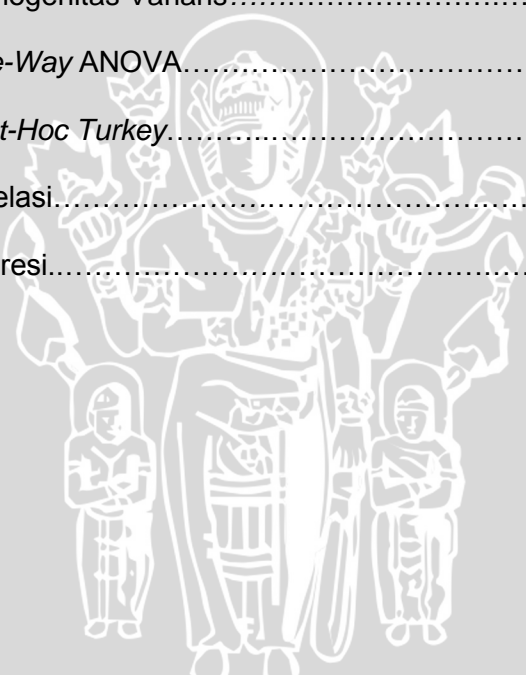 ogenitas Varians…………………………
e-Way ANOVA………………………………
t-Hoc Turkey………………………………
elasi……………………………………………
resi..……………………………………………